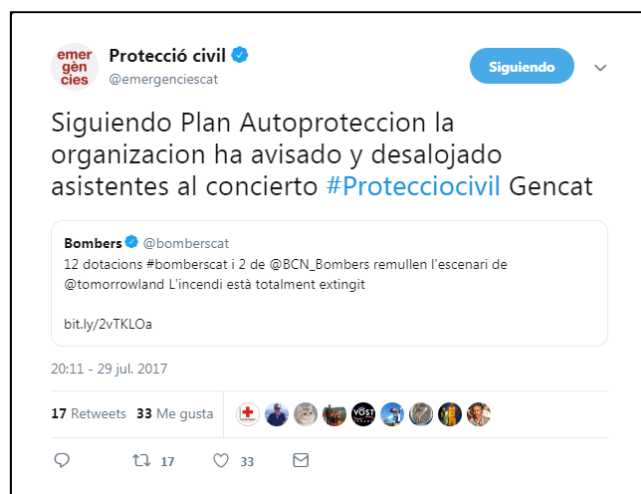 emer
gèn
cies
Protecció civil
@emergenciescat
Siguiendo
Siguiendo Plan Autoproteccion la
organizacion ha avisado y desalojado
asistentes al concierto #Protecciocivil Gencat
Bombers @bomberscat
12 dotacions #bomberscat i 2 de @BCN_Bombers remullen l'escenari de
@tomorrowland L'incendi està totalment extingit
bit.ly/2vTKLOa
20:11 - 29 jul. 2017
17 Retweets 33 Me gusta
VOST
17 33